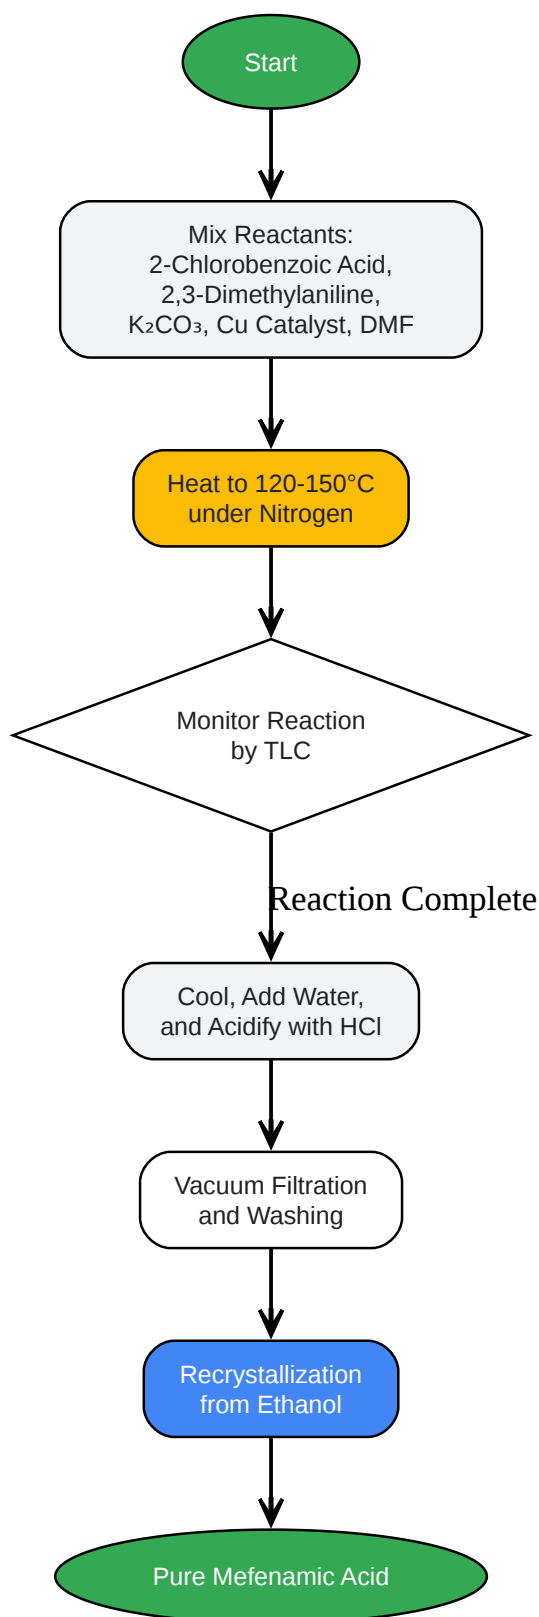 Start
Mix Reactants:
2-Chlorobenzoic Acid,
2,3-Dimethylaniline,
K₂CO₃, Cu Catalyst, DMF
Heat to 120-150°C
under Nitrogen
Monitor Reaction
by TLC
Reaction Complete
Cool, Add Water,
and Acidify with HCl
Vacuum Filtration
and Washing
Recrystallization
from Ethanol
Pure Mefenamic Acid